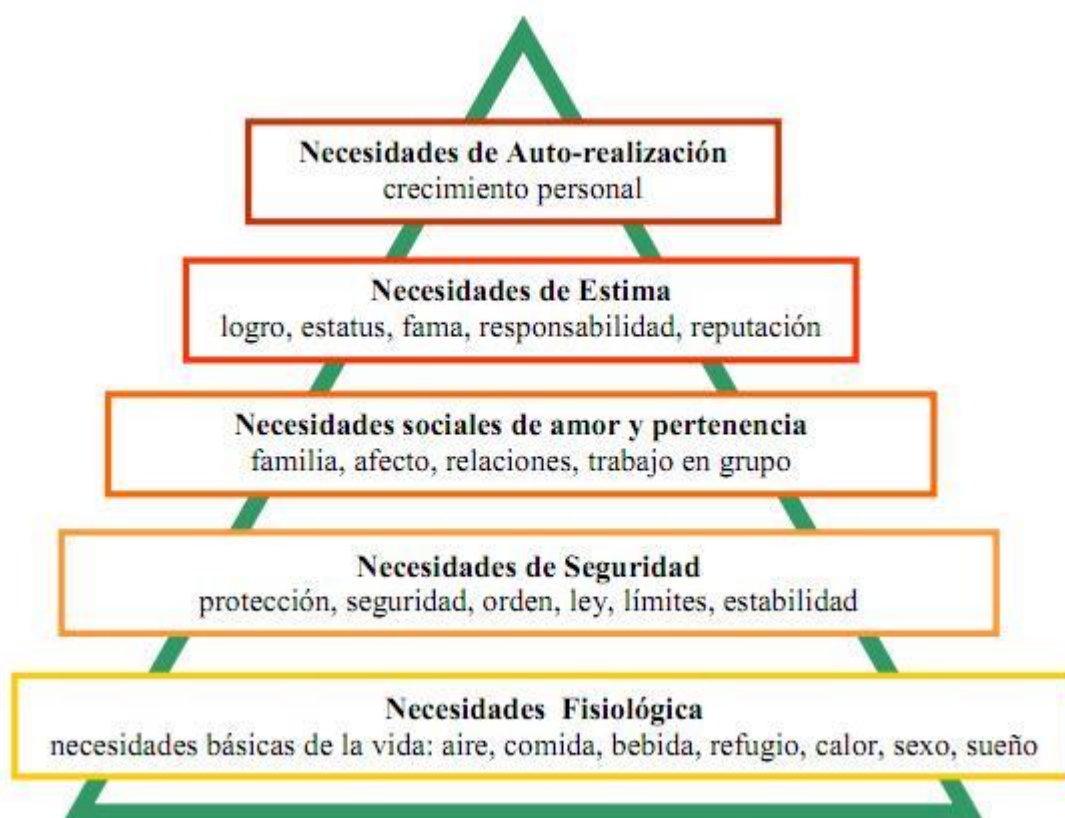 Necesidades de Auto-realización
crecimiento personal
Necesidades de Estima
logro, estatus, fama, responsabilidad, reputación
Necesidades sociales de amor y pertenencia
familia, afecto, relaciones, trabajo en grupo
Necesidades de Seguridad
protección, seguridad, orden, ley, límites, estabilidad
Necesidades Fisiológica
necesidades básicas de la vida: aire, comida, bebida, refugio, calor, sexo, sueño